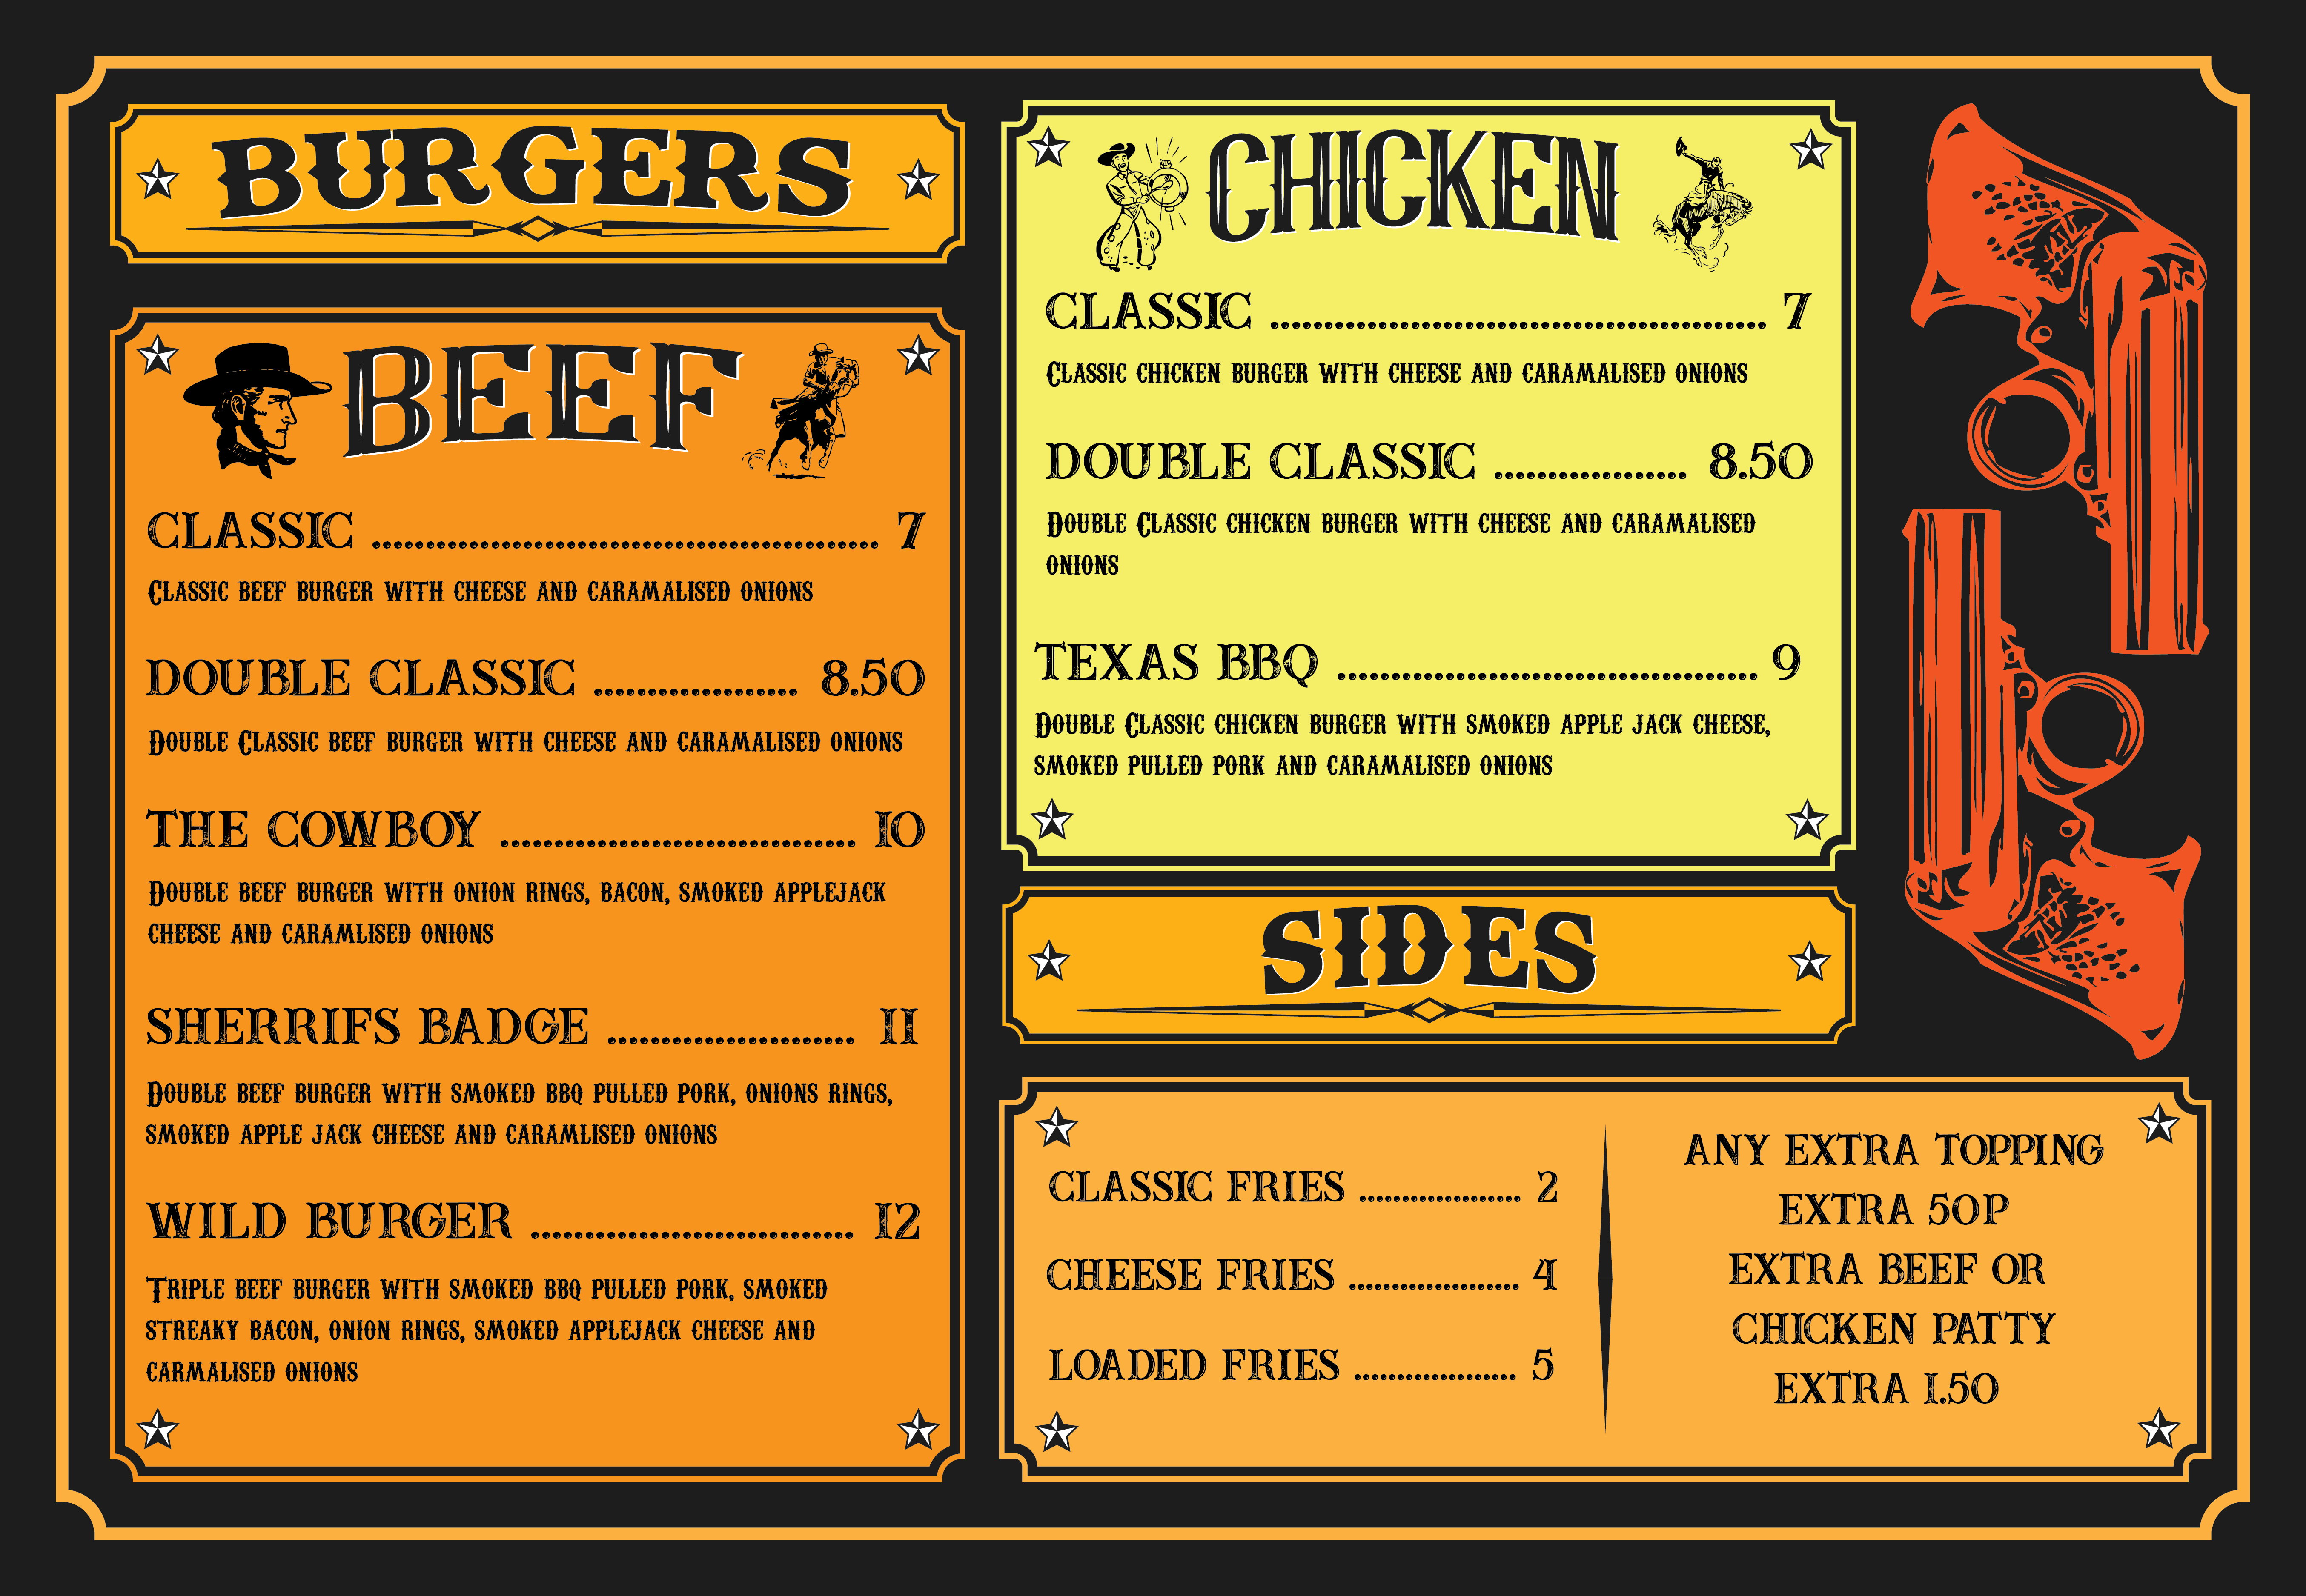 BURGERS
BEEF
CLASSIC ............................................... 7
Classic beef burger with cheese and caramalised onions
DOUBLE CLASSIC ................... 8.50
Double Classic beef burger with cheese and caramalised onions
THE COWBOY ................................. 10
Double beef burger with onion rings, bacon, smoked applejack
cheese and caramlised onions
SHERRIFS BADGE ....................... 11
Double beef burger with smoked bbq pulled pork, onions rings,
smoked apple jack cheese and caramlised onions
WILD BURGER .............................. 12
Triple beef burger with smoked bbq pulled pork, smoked
streaky bacon, onion rings, smoked applejack cheese and
carmalised onions
CHICKEN
CLASSIC .............................................. 7
Classic chicken burger with cheese and caramalised onions
DOUBLE CLASSIC .................. 8.50
Double Classic chicken burger with cheese and caramalised
onions
TEXAS BBQ ....................................... 9
Double Classic chicken burger with smoked apple jack cheese,
smoked pulled pork and caramalised onions
SIDES
CLASSIC FRIES ................... 2
CHEESE FRIES .................... 4
LOADED FRIES ................... 5
ANY EXTRA TOPPING
EXTRA 50P
EXTRA BEEF OR
CHICKEN PATTY
EXTRA 1.50